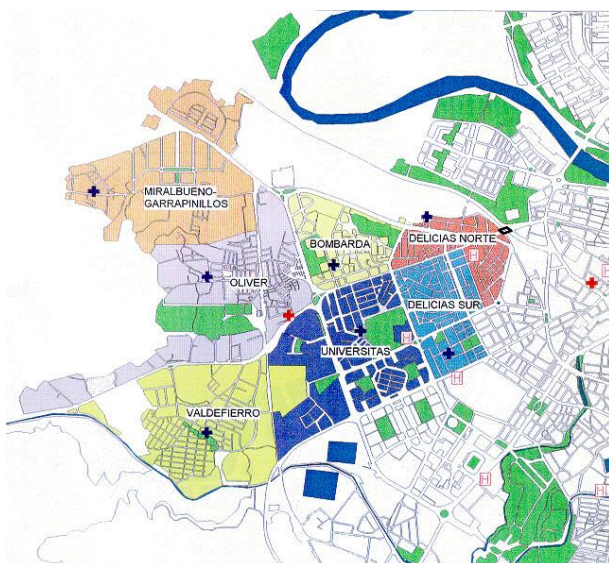 MIRALBUENO-
GARRAPINILLOS
BOMBARDA
DELICIAS NORTE
H
OLIVER
DELICIAS SUR
UNIVERSITAS
H
H
VALDEFIERRO
H
H
H